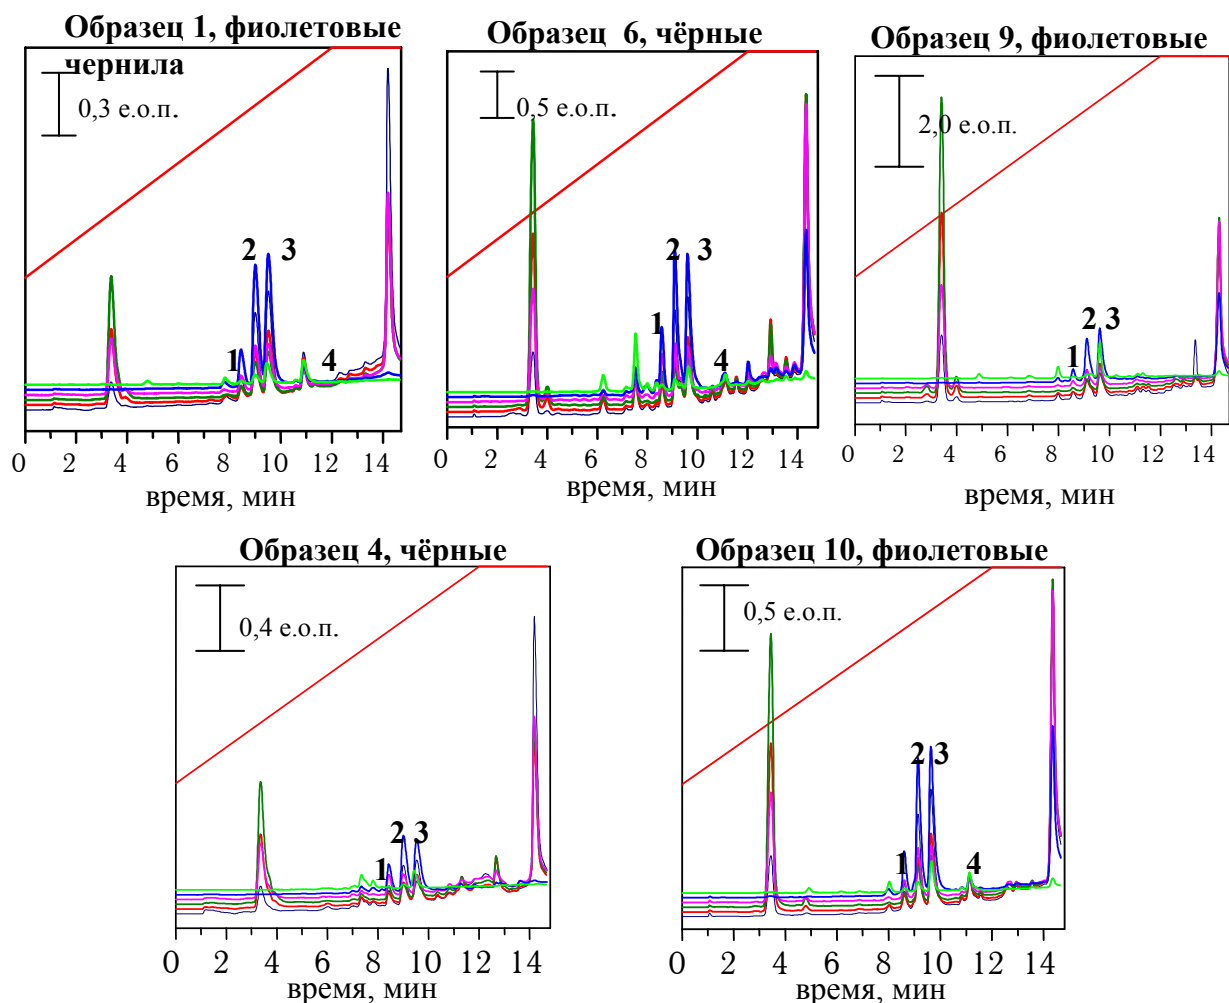 Образец 1, фиолетовые
чернила
0,3 е.о.п.
2 3
1 4
0 2 4 6 8 10 12 14
время, мин
Образец 6, чёрные
0,5 е.о.п.
2 3
1
4
0 2 4 6 8 10 12 14
время, мин
Образец 9, фиолетовые
2,0 е.о.п.
2 3
1
0 2 4 6 8 10 12 14
время, мин
Образец 4, чёрные
0,4 е.о.п.
2 3
1
0 2 4 6 8 10 12 14
время, мин
Образец 10, фиолетовые
0,5 е.о.п.
2 3
1 4
0 2 4 6 8 10 12 14
время, мин